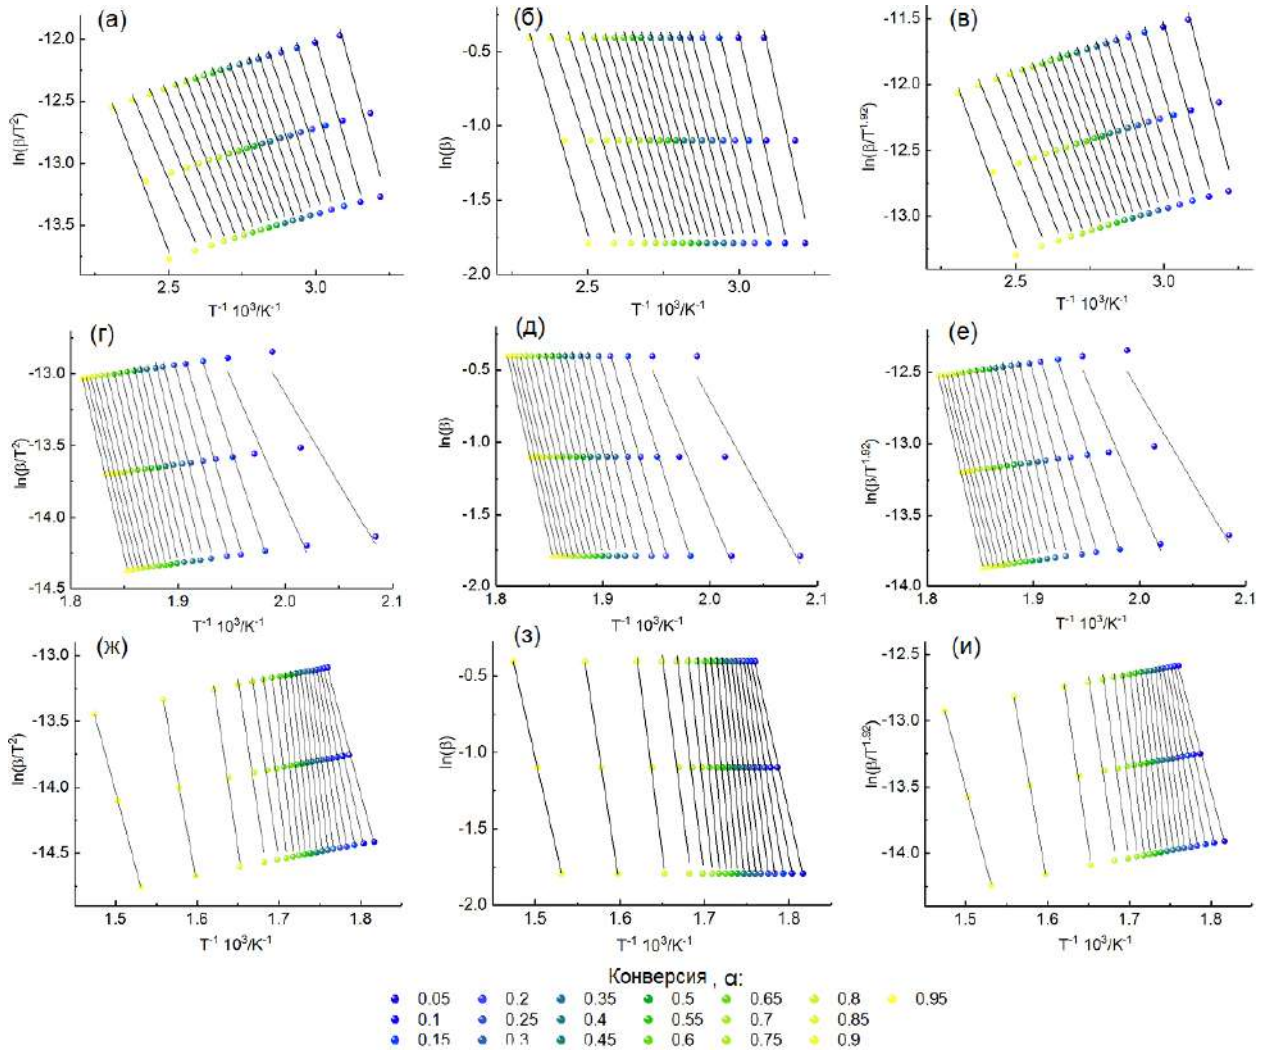 (а)
-12.0
-12.5
-13.0
-13.5
ln(β/T²)
2.5 3.0
T⁻¹ 10³/K⁻¹
(б)
-0.5
-1.0
-1.5
-2.0
ln(β)
2.5 3.0
T⁻¹ 10³/K⁻¹
(в)
-11.5
-12.0
-12.5
-13.0
ln(β/T¹·⁹²)
2.5 3.0
T⁻¹ 10³/K⁻¹
(г)
-13.0
-13.5
-14.0
-14.5
ln(β/T²)
1.8 1.9 2.0 2.1
T⁻¹ 10³/K⁻¹
(д)
-0.5
-1.0
-1.5
-2.0
ln(β)
1.8 1.9 2.0 2.1
T⁻¹ 10³/K⁻¹
(е)
-12.5
-13.0
-13.5
-14.0
ln(β/T¹·⁹²)
1.8 1.9 2.0 2.1
T⁻¹ 10³/K⁻¹
(ж)
-13.0
-13.5
-14.0
-14.5
ln(β/T²)
1.5 1.6 1.7 1.8
T⁻¹ 10³/K⁻¹
(з)
-0.5
-1.0
-1.5
-2.0
ln(β)
1.5 1.6 1.7 1.8
T⁻¹ 10³/K⁻¹
(и)
-12.5
-13.0
-13.5
-14.0
ln(β/T¹·⁹²)
1.5 1.6 1.7 1.8
T⁻¹ 10³/K⁻¹
Конверсия , α:
0.05 0.2 0.35 0.5 0.65 0.8 0.95
0.1 0.25 0.4 0.55 0.7 0.85
0.15 0.3 0.45 0.6 0.75 0.9